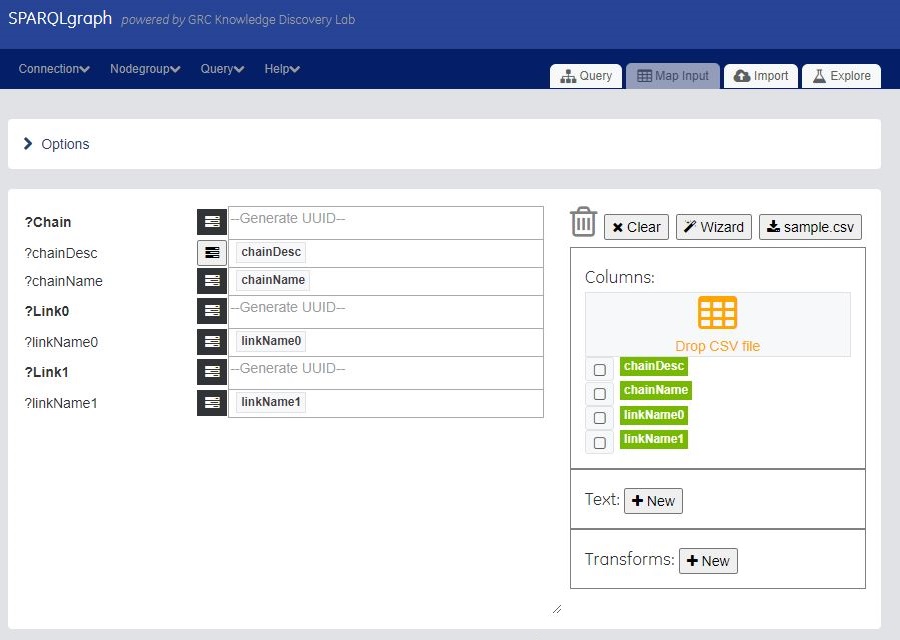 SPARQLgraph powered by GRC Knowledge Discovery Lab
Connection Nodegroup Query Help
Query Map Input Import Explore
Options
?Chain --Generate UUID--
?chainDesc chainDesc
?chainName chainName
?Link0 --Generate UUID--
?linkName0 linkName0
?Link1 --Generate UUID--
?linkName1 linkName1
Clear Wizard sample.csv
Columns:
Drop CSV file
chainDesc
chainName
linkName0
linkName1
Text: New
Transforms: New